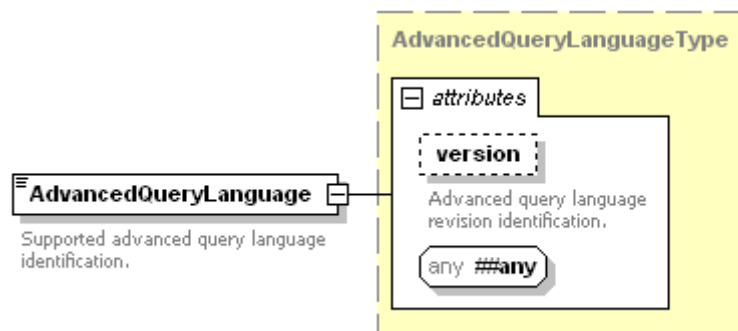 AdvancedQueryLanguageType
attributes
version
Advanced query language
revision identification.
AdvancedQueryLanguage
Supported advanced query language
identification.
any ##any